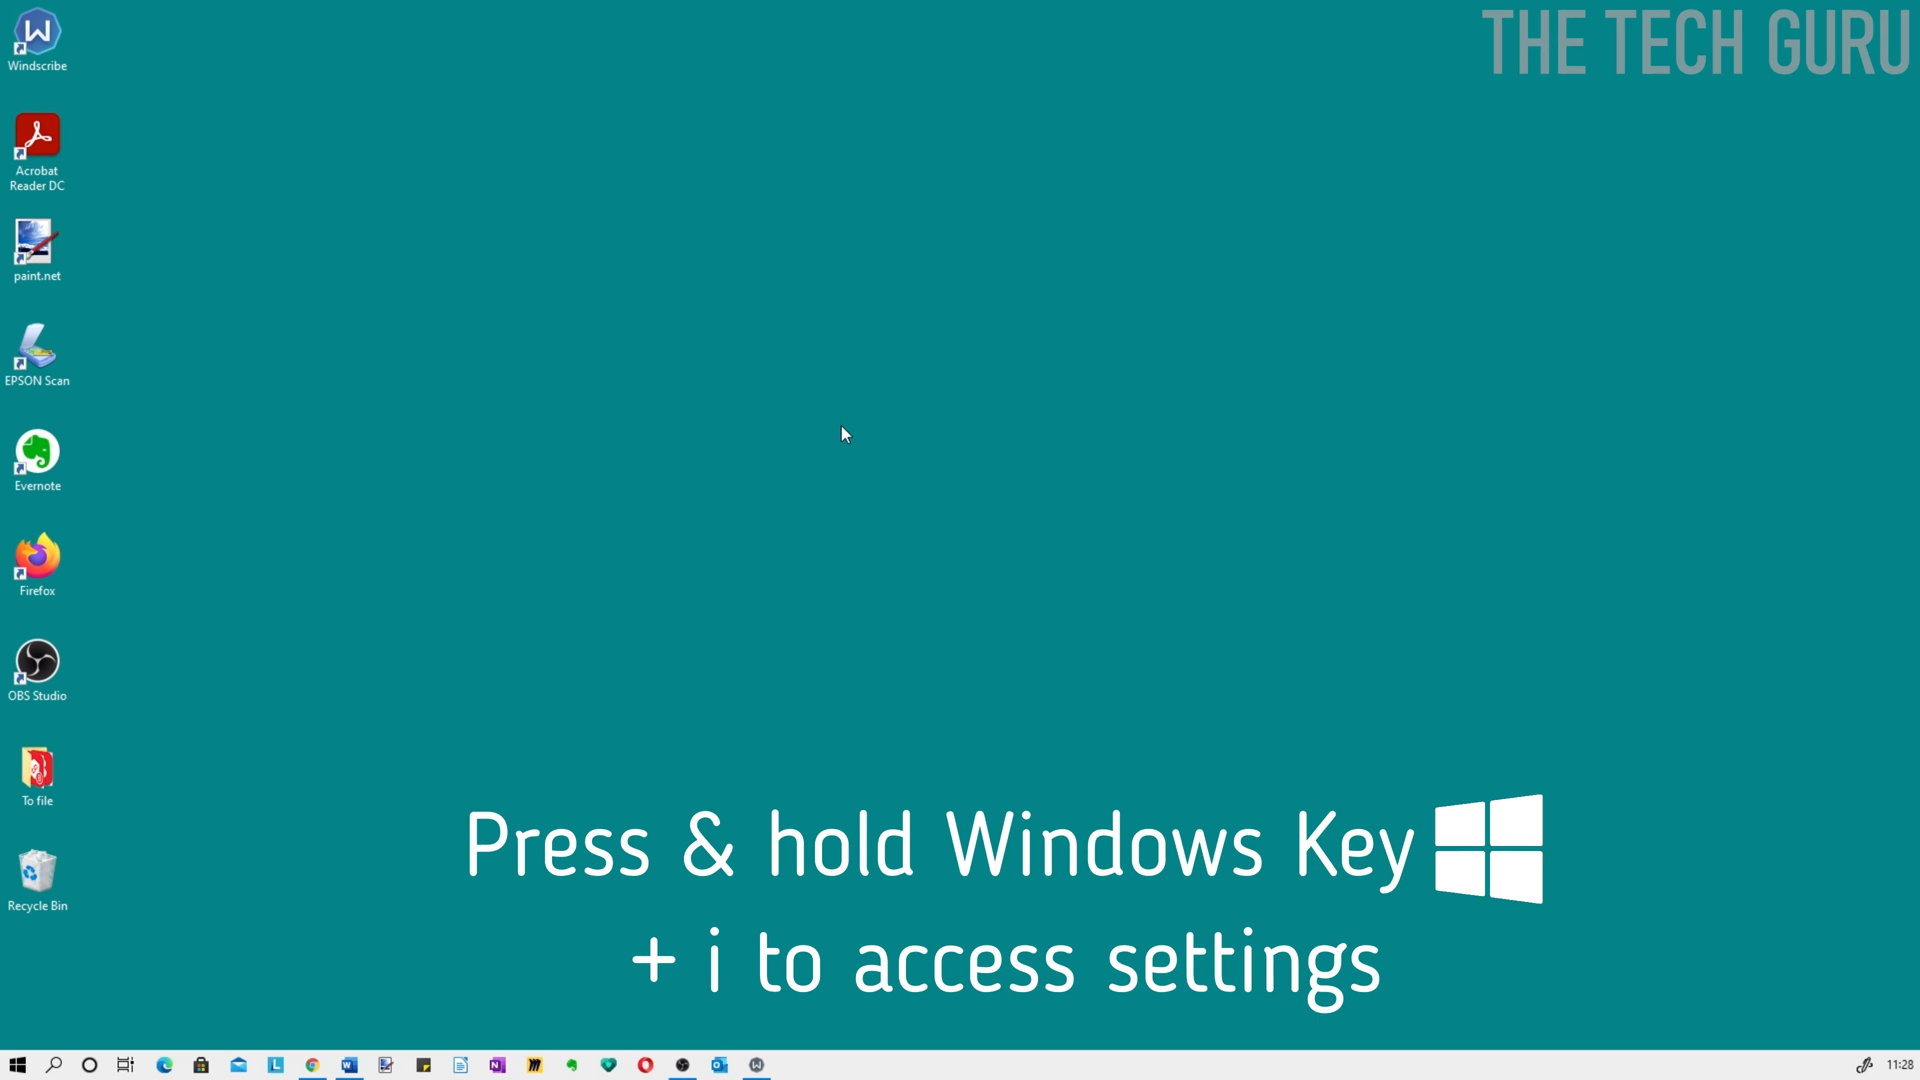 THE TECH GURU
Windscribe
Acrobat
Reader DC
paint.net
EPSON Scan
Evernote
Firefox
OBS Studio
To file
Recycle Bin
Press & hold Windows Key
+ i to access settings
11:28